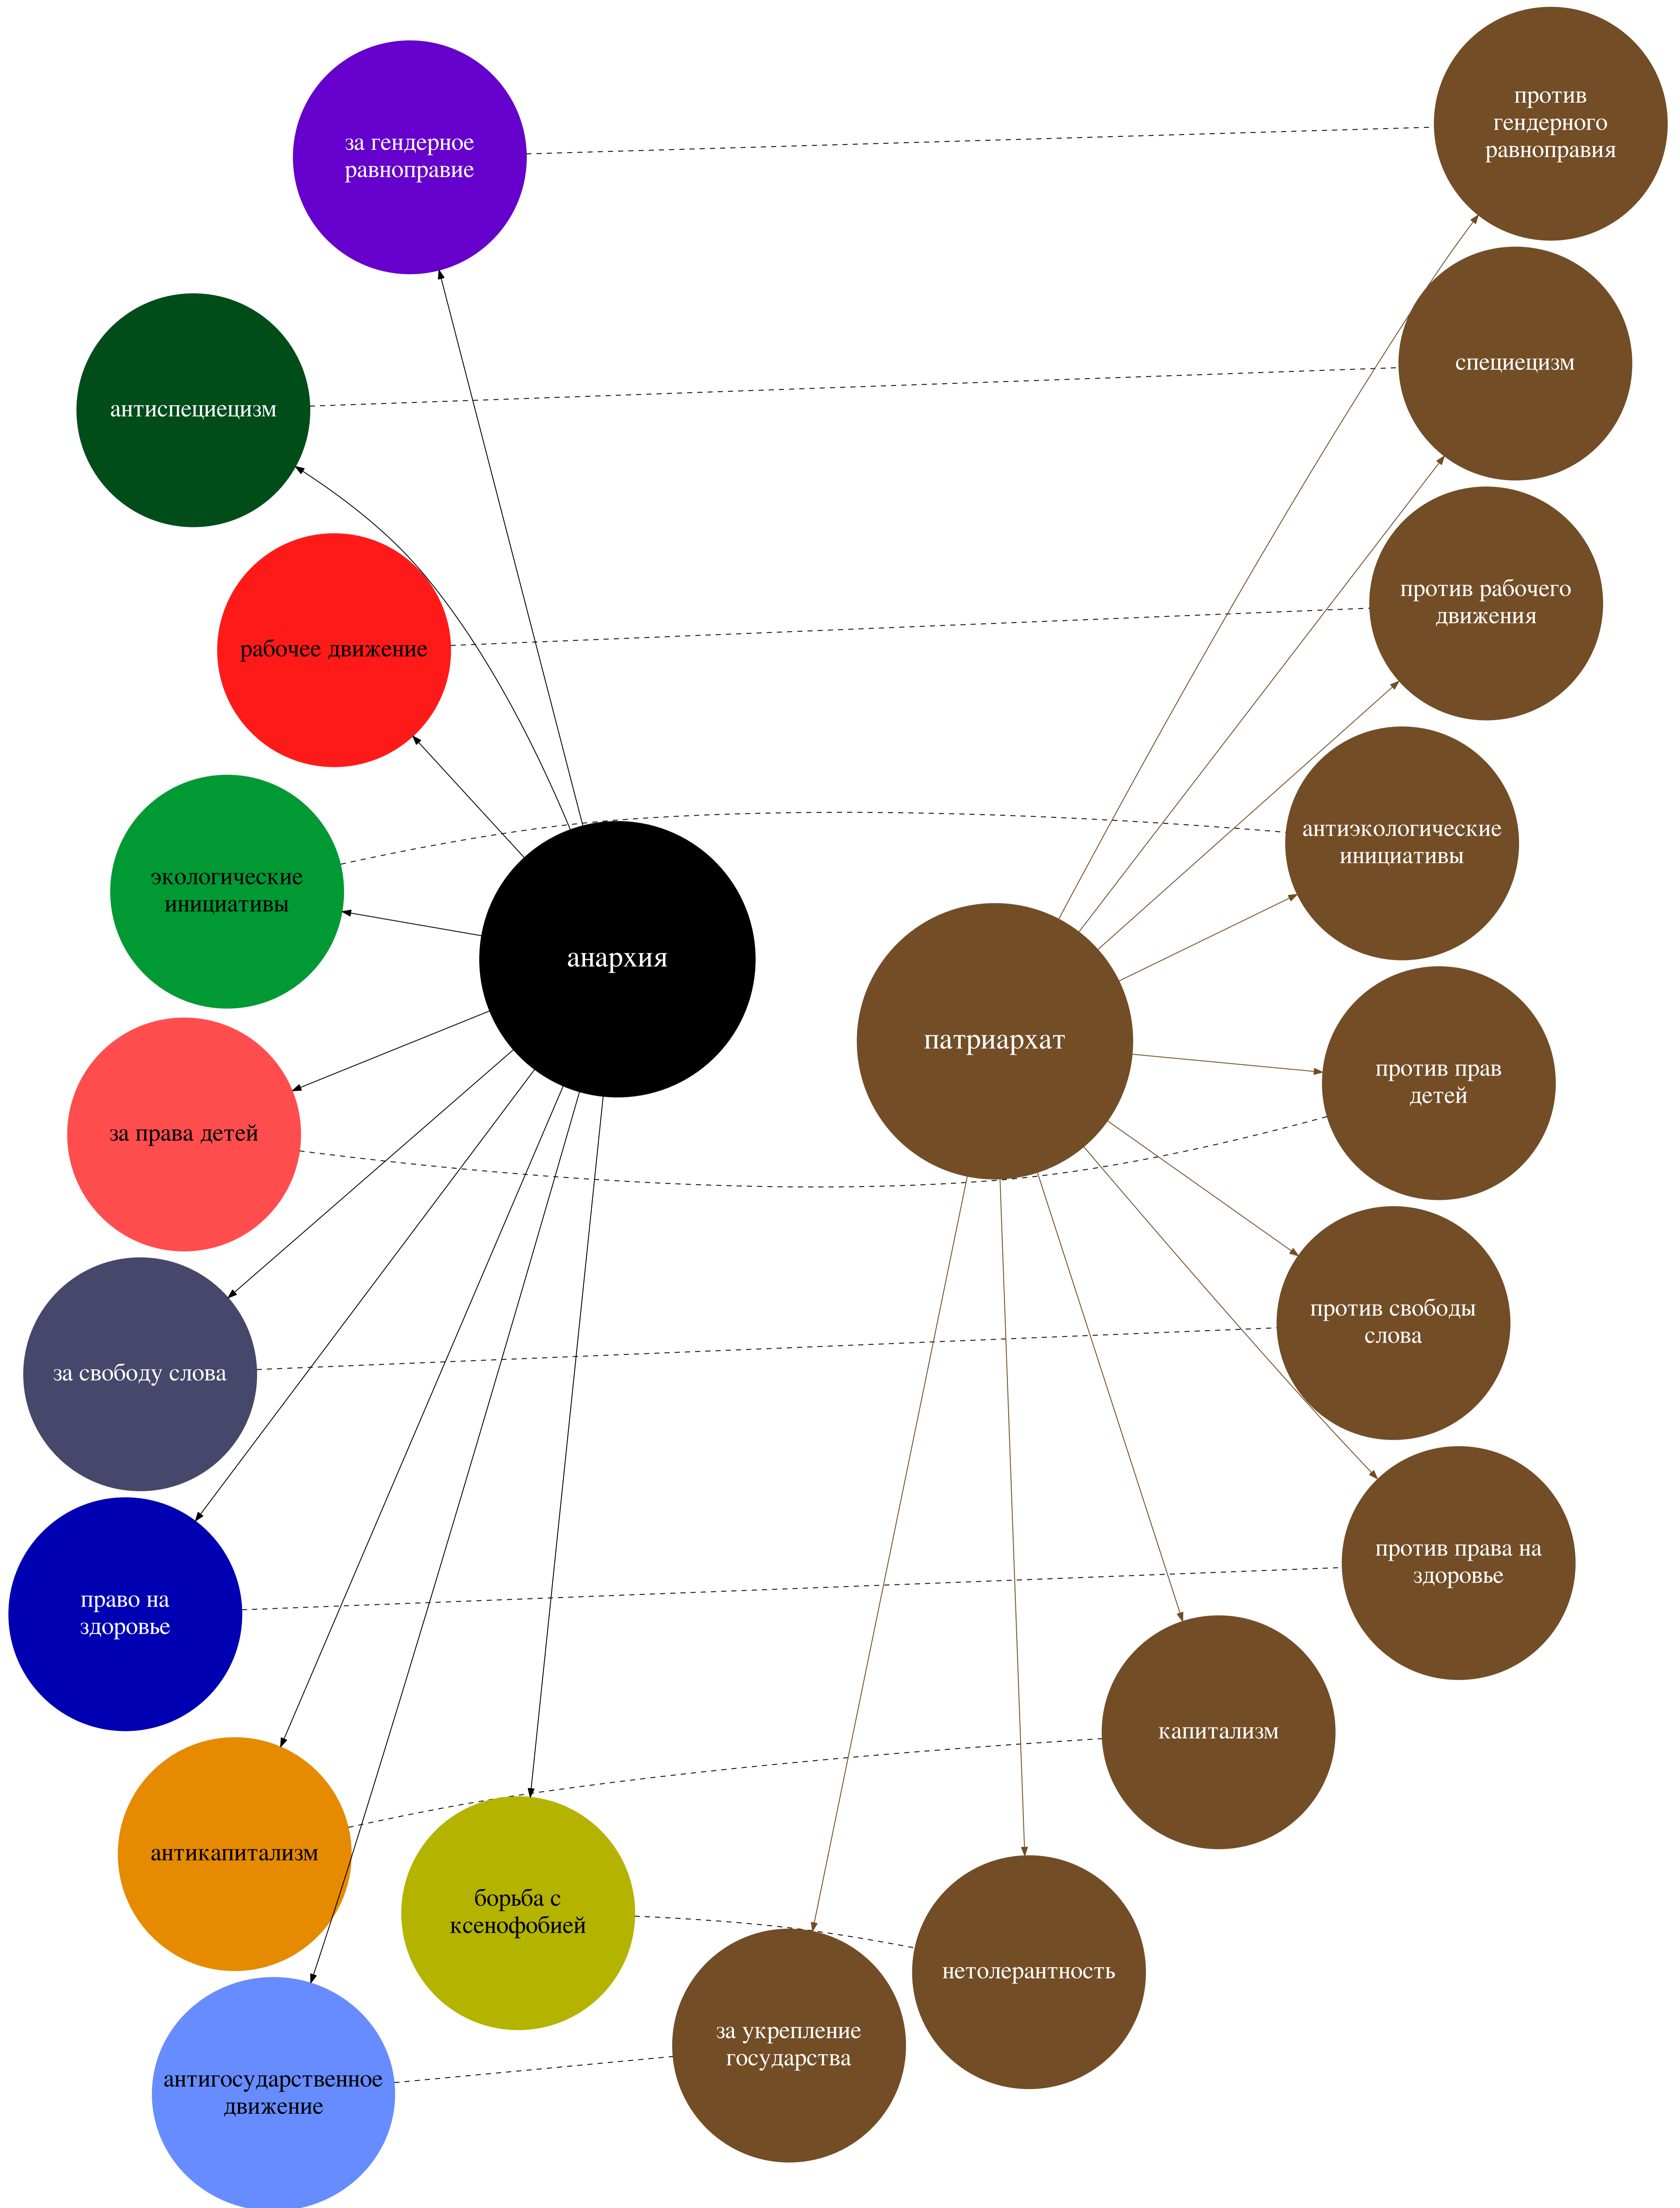 за гендерное
равноправие
против
гендерного
равноправия
антиспециецизм
специецизм
рабочее движение
против рабочего
движения
экологические
инициативы
антиэкологические
инициативы
анархия
патриархат
за права детей
против прав
детей
за свободу слова
против свободы
слова
право на
здоровье
против права на
здоровье
антикапитализм
капитализм
борьба с
ксенофобией
нетолерантность
антигосударственное
движение
за укрепление
государства